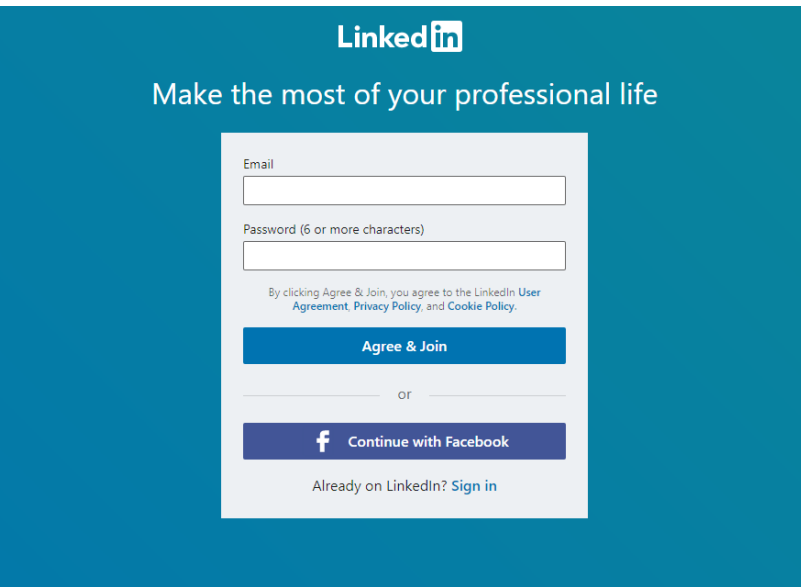 Linked in
Make the most of your professional life
Email
Password (6 or more characters)
By clicking Agree & Join, you agree to the LinkedIn User
Agreement, Privacy Policy, and Cookie Policy.
Agree & Join
or
f Continue with Facebook
Already on LinkedIn? Sign in